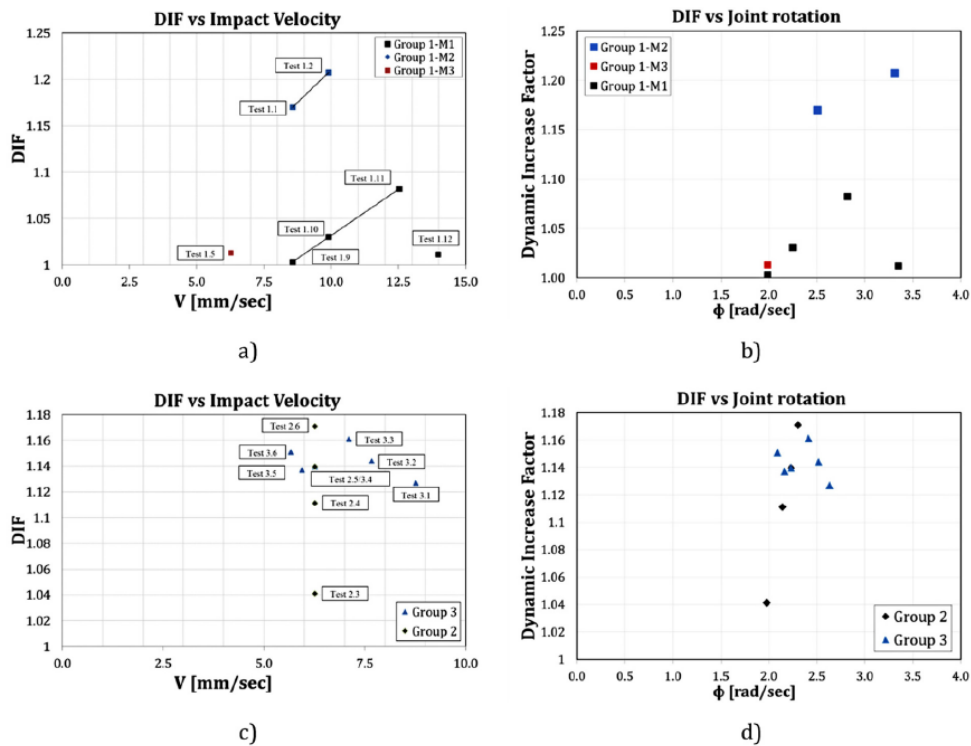 DIF vs Impact Velocity
1.25
1.2
1.15
1.1
1.05
1
DIF
Group 1-M1
Group 1-M2
Group 1-M3
Test 1.2
Test 1.1
Test 1.11
Test 1.10
Test 1.12
Test 1.5
Test 1.9
0.0 2.5 5.0 7.5 10.0 12.5 15.0
V [mm/sec]
a)
DIF vs Joint rotation
1.25
1.20
1.15
1.10
1.05
1.00
Dynamic Increase Factor
Group 1-M2
Group 1-M3
Group 1-M1
0.0 0.5 1.0 1.5 2.0 2.5 3.0 3.5 4.0
ϕ [rad/sec]
b)
DIF vs Impact Velocity
1.18
1.16
1.14
1.12
1.1
1.08
1.06
1.04
1.02
1
DIF
Test 2.6
Test 3.3
Test 3.6
Test 3.2
Test 3.5
Test 2.5/3.4
Test 3.1
Test 2.4
Test 2.3
Group 3
Group 2
0.0 2.5 5.0 7.5 10.0
V [mm/sec]
c)
DIF vs Joint rotation
1.18
1.16
1.14
1.12
1.1
1.08
1.06
1.04
1.02
1
Dynamic Increase Factor
Group 2
Group 3
0.0 0.5 1.0 1.5 2.0 2.5 3.0 3.5 4.0
ϕ [rad/sec]
d)